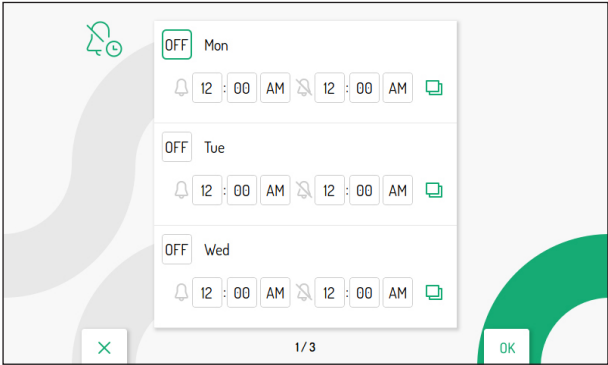 OFF Mon
12 : 00 AM 12 : 00 AM
OFF Tue
12 : 00 AM 12 : 00 AM
OFF Wed
12 : 00 AM 12 : 00 AM
1/3
OK